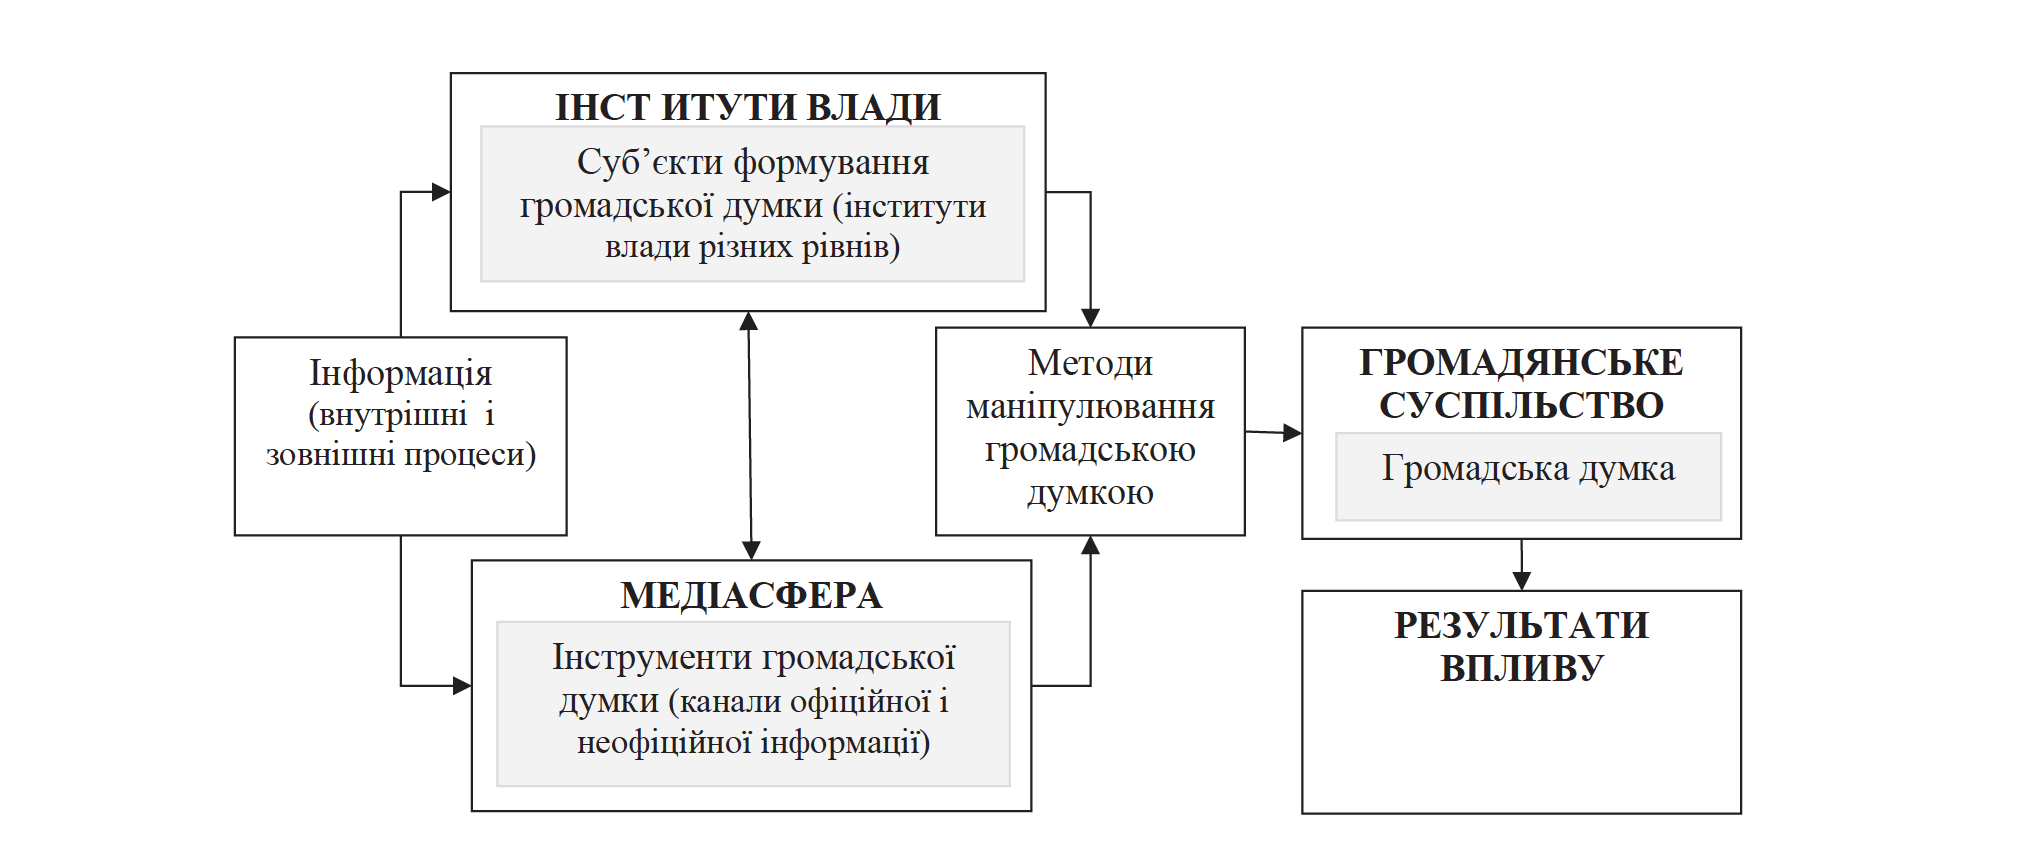 ІНСТ ИТУТИ ВЛАДИ
Суб’єкти формування
громадської думки (інститути
влади різних рівнів)
Інформація
(внутрішні і
зовнішні процеси)
Методи
маніпулювання
громадською
думкою
ГРОМАДЯНСЬКЕ
СУСПІЛЬСТВО
Громадська думка
МЕДІАСФЕРА
Інструменти громадської
думки (канали офіційної і
неофіційної інформації)
РЕЗУЛЬТАТИ
ВПЛИВУ